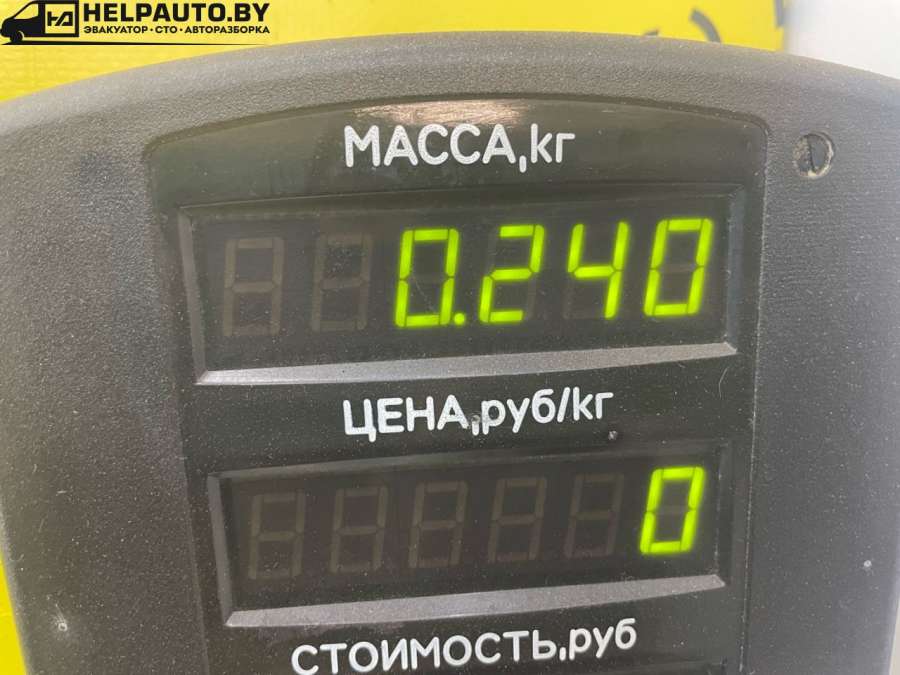 HELPAUTO.BY
ЭВАКУАТОР · СТО · АВТОРАЗБОРКА
МАССА,кг
0.240
ЦЕНА,руб/кг
0
СТОИМОСТЬ,руб